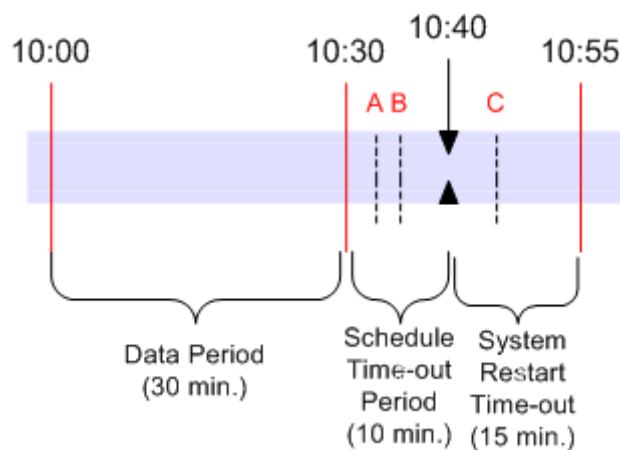 10:00
10:30
10:40
10:55
A B
C
Data Period
(30 min.)
Schedule
Time-out
Period
(10 min.)
System
Restart
Time-out
(15 min.)